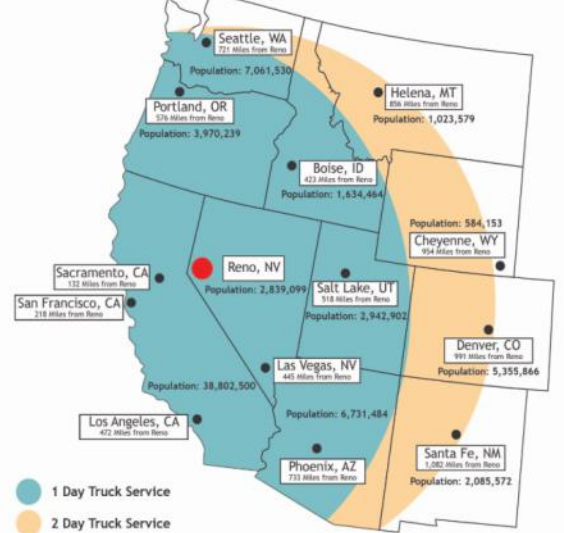 Seattle, WA
721 Miles from Reno
Population: 7,061,530
Helena, MT
856 Miles from Reno
Population: 1,023,579
Portland, OR
576 Miles from Reno
Population: 3,970,239
Boise, ID
423 Miles from Reno
Population: 1,634,464
Population: 584,153
Cheyenne, WY
954 Miles from Reno
Reno, NV
Population: 2,839,099
Sacramento, CA
132 Miles from Reno
San Francisco, CA
218 Miles from Reno
Salt Lake, UT
518 Miles from Reno
Population: 2,942,902
Denver, CO
991 Miles from Reno
Population: 5,355,866
Las Vegas, NV
445 Miles from Reno
Population: 38,802,500
Population: 6,731,484
Los Angeles, CA
472 Miles from Reno
Phoenix, AZ
733 Miles from Reno
Santa Fe, NM
1,082 Miles from Reno
Population: 2,085,572
1 Day Truck Service
2 Day Truck Service